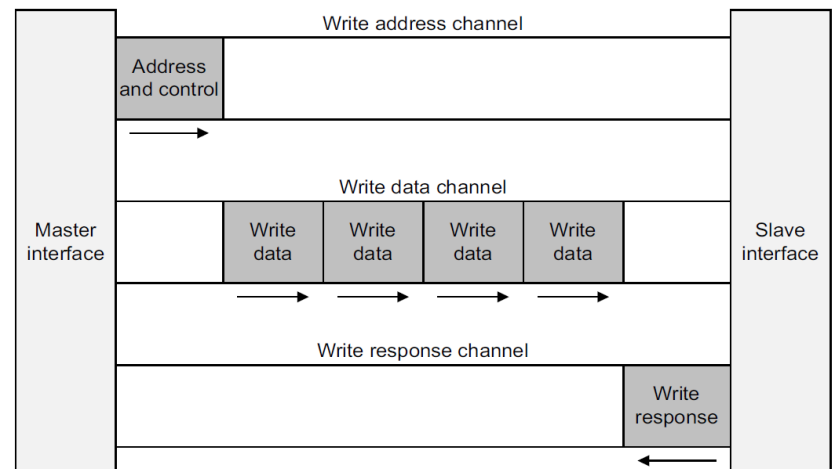 Write address channel
Address
and control
Write data channel
Master
interface
Write
data
Write
data
Write
data
Write
data
Slave
interface
Write response channel
Write
response